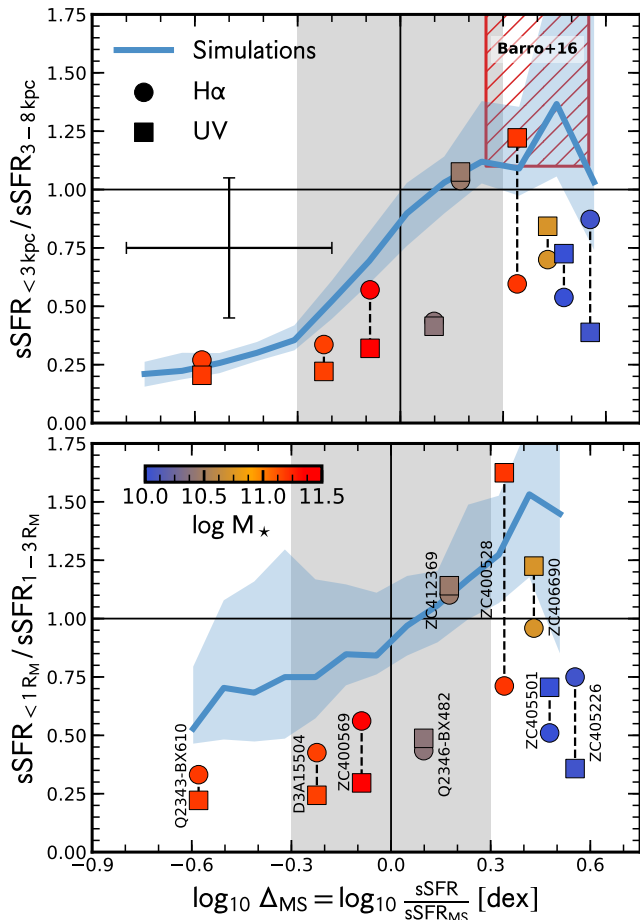 1.75
Simulations
Barro+16
1.50
Hα
UV
1.25
1.00
0.75
0.50
0.25
0.00
sSFR<3kpc/sSFR3−8kpc
1.75
10.0 10.5 11.0 11.5
log M⋆
1.50
1.25
1.00
0.75
0.50
0.25
0.00
sSFR<1RM/sSFR1−3RM
ZC412369
ZC400528
ZC406690
Q2343-BX610
D3A15504
ZC400569
Q2346-BX482
ZC405501
ZC405226
−0.9 −0.6 −0.3 0.0 0.3 0.6
log10 ΔMS = log10 sSFR/sSFRMS [dex]